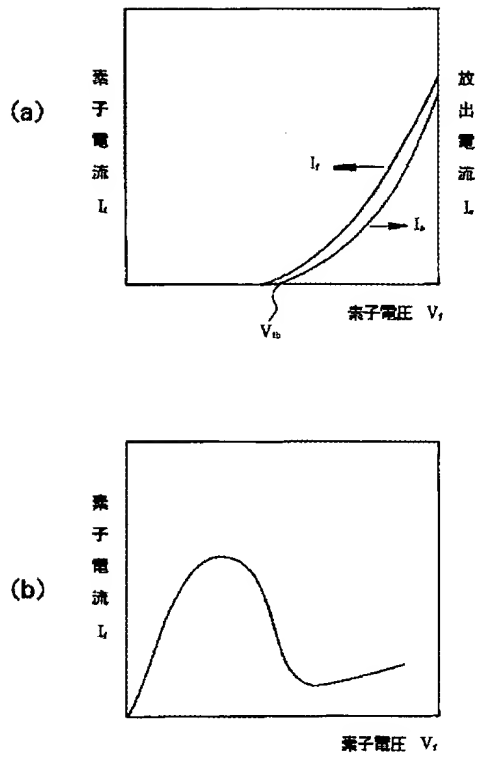 (a)
素子電流 If
放出電流 Ie
If
Ie
Vth
素子電圧 Vf
(b)
素子電流 If
素子電圧 Vf